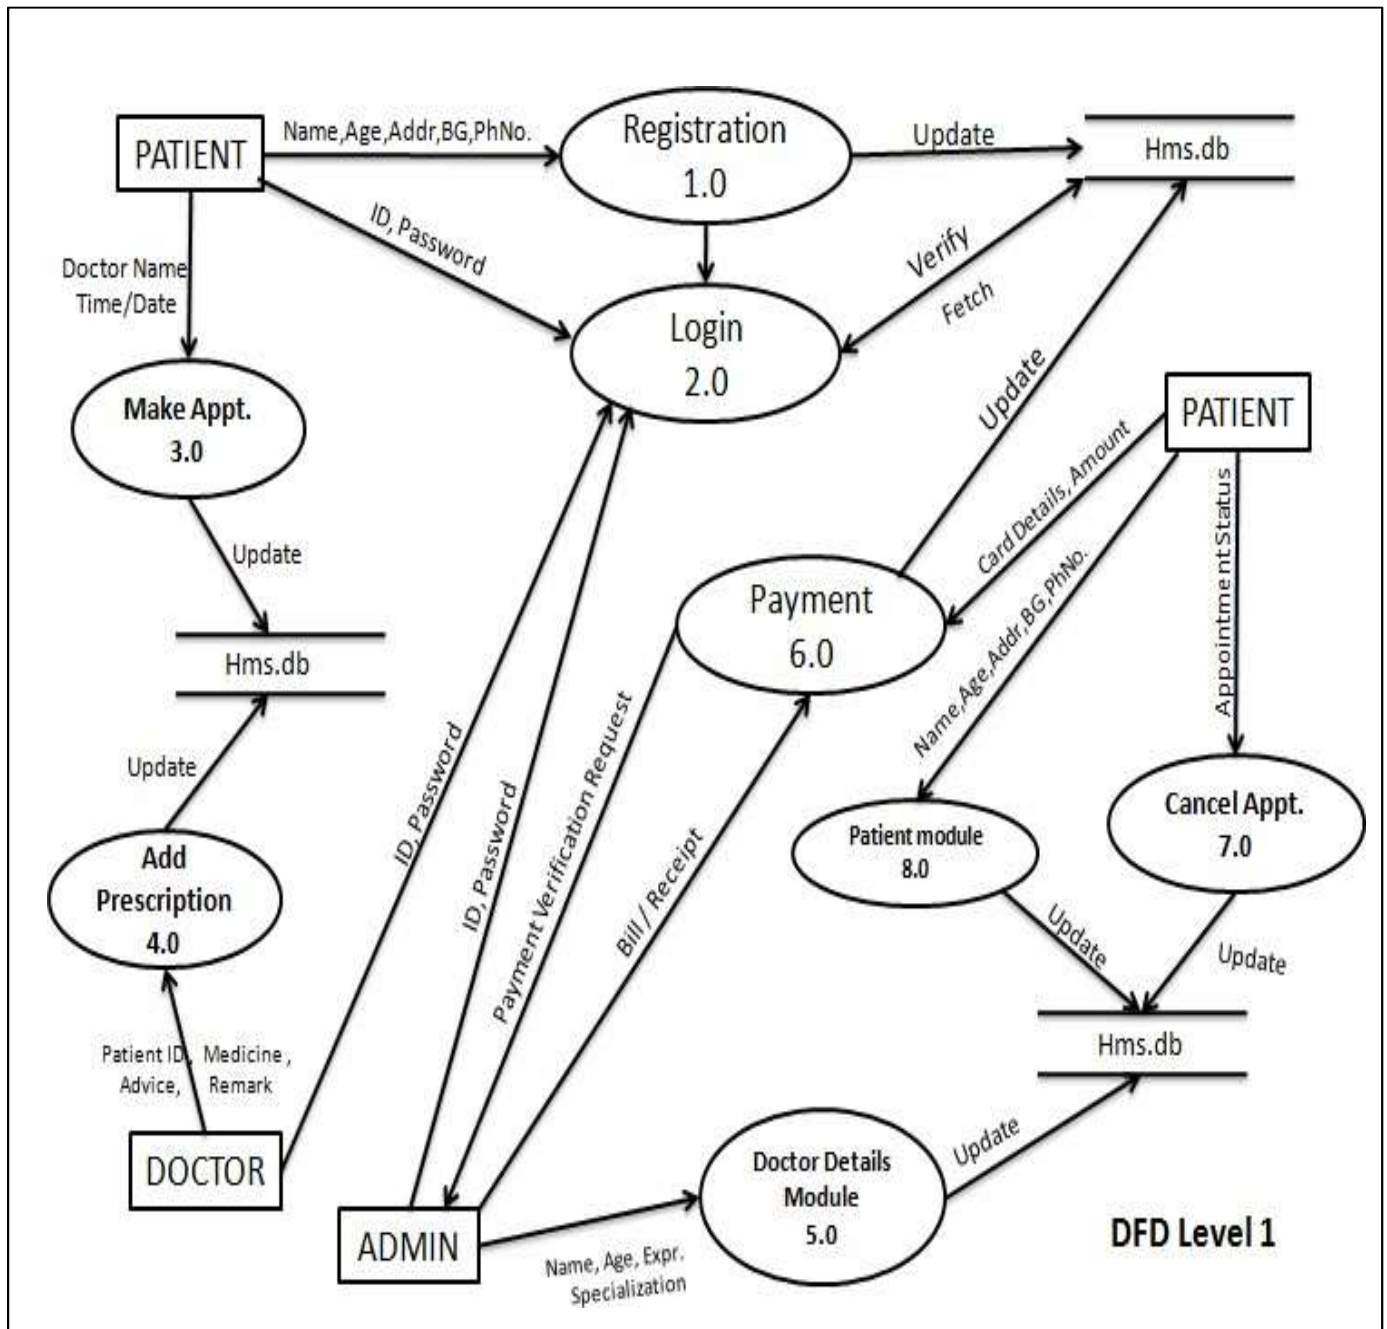 Name,Age,Addr,BG,PhNo.
PATIENT
Registration
1.0
Update
Hms.db
ID, Password
Doctor Name
Time/Date
Verify
Fetch
Login
2.0
Make Appt.
3.0
Update
PATIENT
Card Details, Amount
Appointment Status
Update
Payment
6.0
Name,Age,Addr,BG,PhNo.
Hms.db
Update
ID, Password
ID, Password
Payment Verification Request
Bill / Receipt
Patient module
8.0
Cancel Appt.
7.0
Add
Prescription
4.0
Update
Update
Hms.db
Patient ID, Medicine ,
Advice, Remark
DOCTOR
ADMIN
Name, Age, Expr.
Specialization
Doctor Details
Module
5.0
Update
DFD Level 1